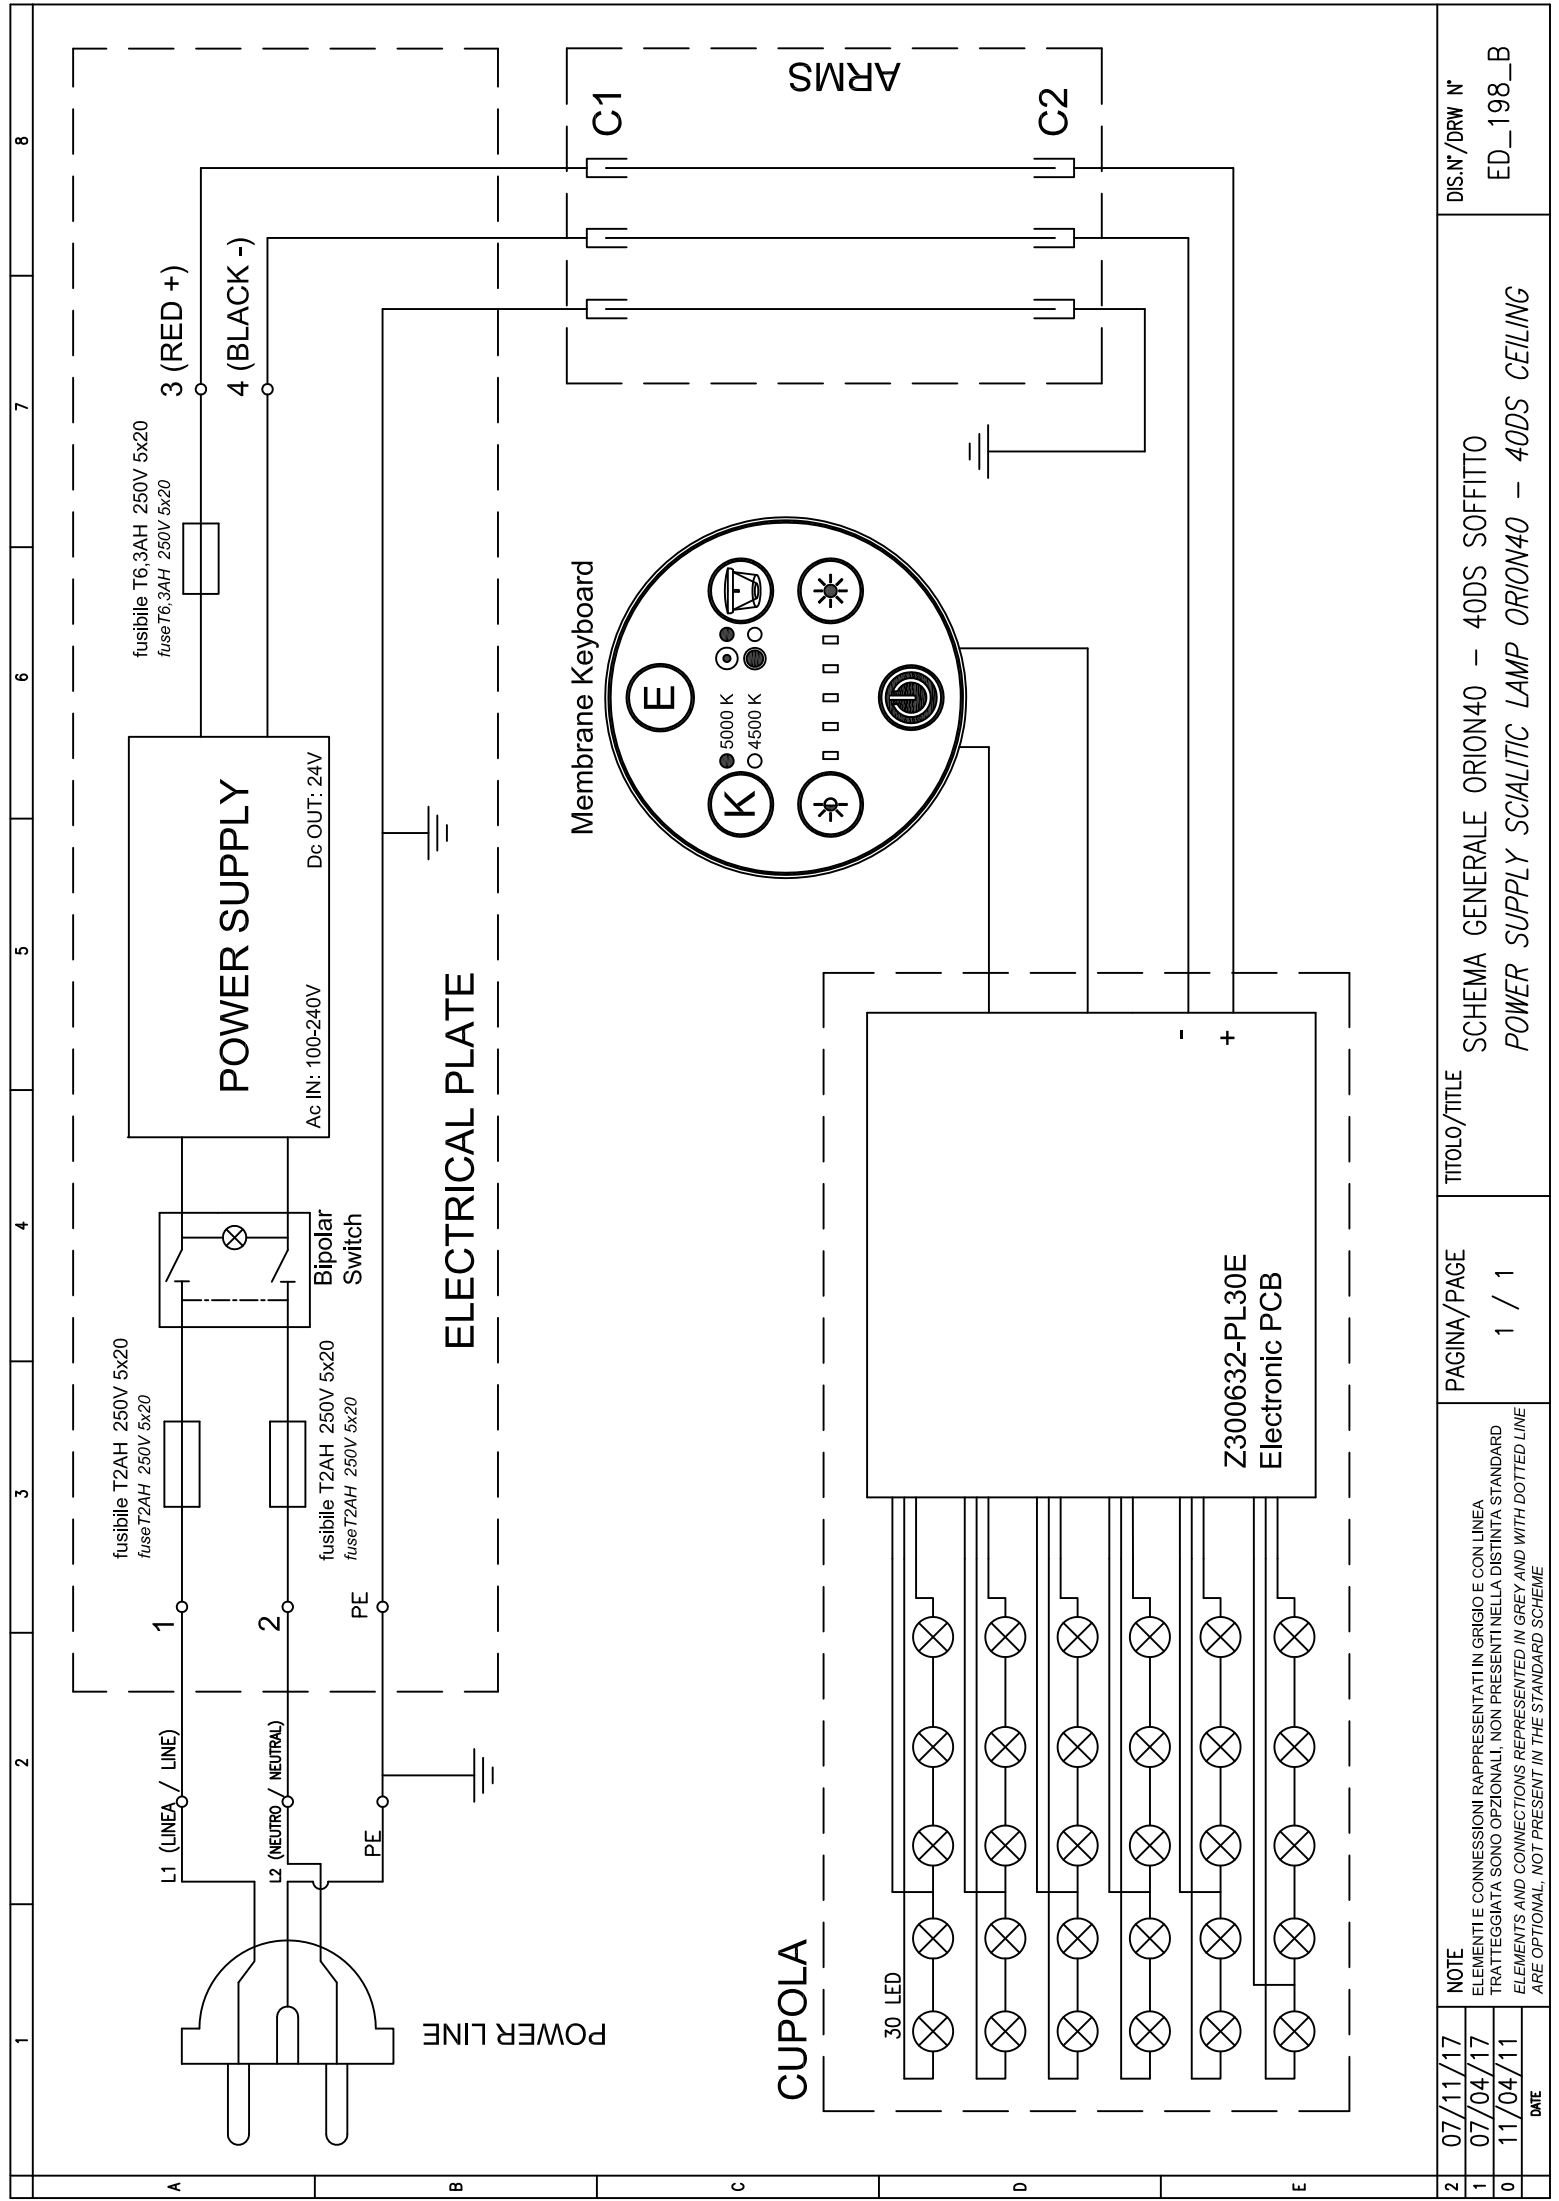 1
2
3
4
5
6
7
8
A
B
C
D
E
POWER LINE
L1 (LINEA / LINE)
L2 (NEUTRO / NEUTRAL)
PE
1
2
PE
fusibile T2AH 250V 5x20
fuseT2AH 250V 5x20
fusibile T2AH 250V 5x20
fuseT2AH 250V 5x20
Bipolar
Switch
POWER SUPPLY
Ac IN: 100-240V
Dc OUT: 24V
ELECTRICAL PLATE
fusibile T6,3AH 250V 5x20
fuseT6,3AH 250V 5x20
3 (RED +)
4 (BLACK -)
C1
C2
ARMS
Membrane Keyboard
E
K
5000 K
4500 K
CUPOLA
30 LED
Z300632-PL30E
Electronic PCB
-
+
2 07/11/17
1 07/04/17
0 11/04/11
DATE
NOTE
ELEMENTI E CONNESSIONI RAPPRESENTATI IN GRIGIO E CON LINEA
TRATTEGGIATA SONO OPZIONALI, NON PRESENTI NELLA DISTINTA STANDARD
ELEMENTS AND CONNECTIONS REPRESENTED IN GREY AND WITH DOTTED LINE
ARE OPTIONAL, NOT PRESENT IN THE STANDARD SCHEME
PAGINA/PAGE
1 / 1
TITOLO/TITLE
SCHEMA GENERALE ORION40 - 40DS SOFFITTO
POWER SUPPLY SCIALITIC LAMP ORION40 - 40DS CEILING
DIS.N°/DRW N°
ED_198_B